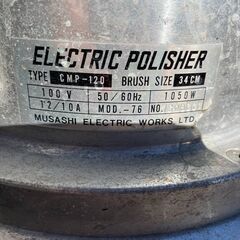 ELECTRIC POLISHER
TYPE CMP-120 BRUSH SIZE 34CM
100V 50/60Hz 1050W
12/10A MOD.-76 NO.
MUSASHI ELECTRIC WORKS LTD.